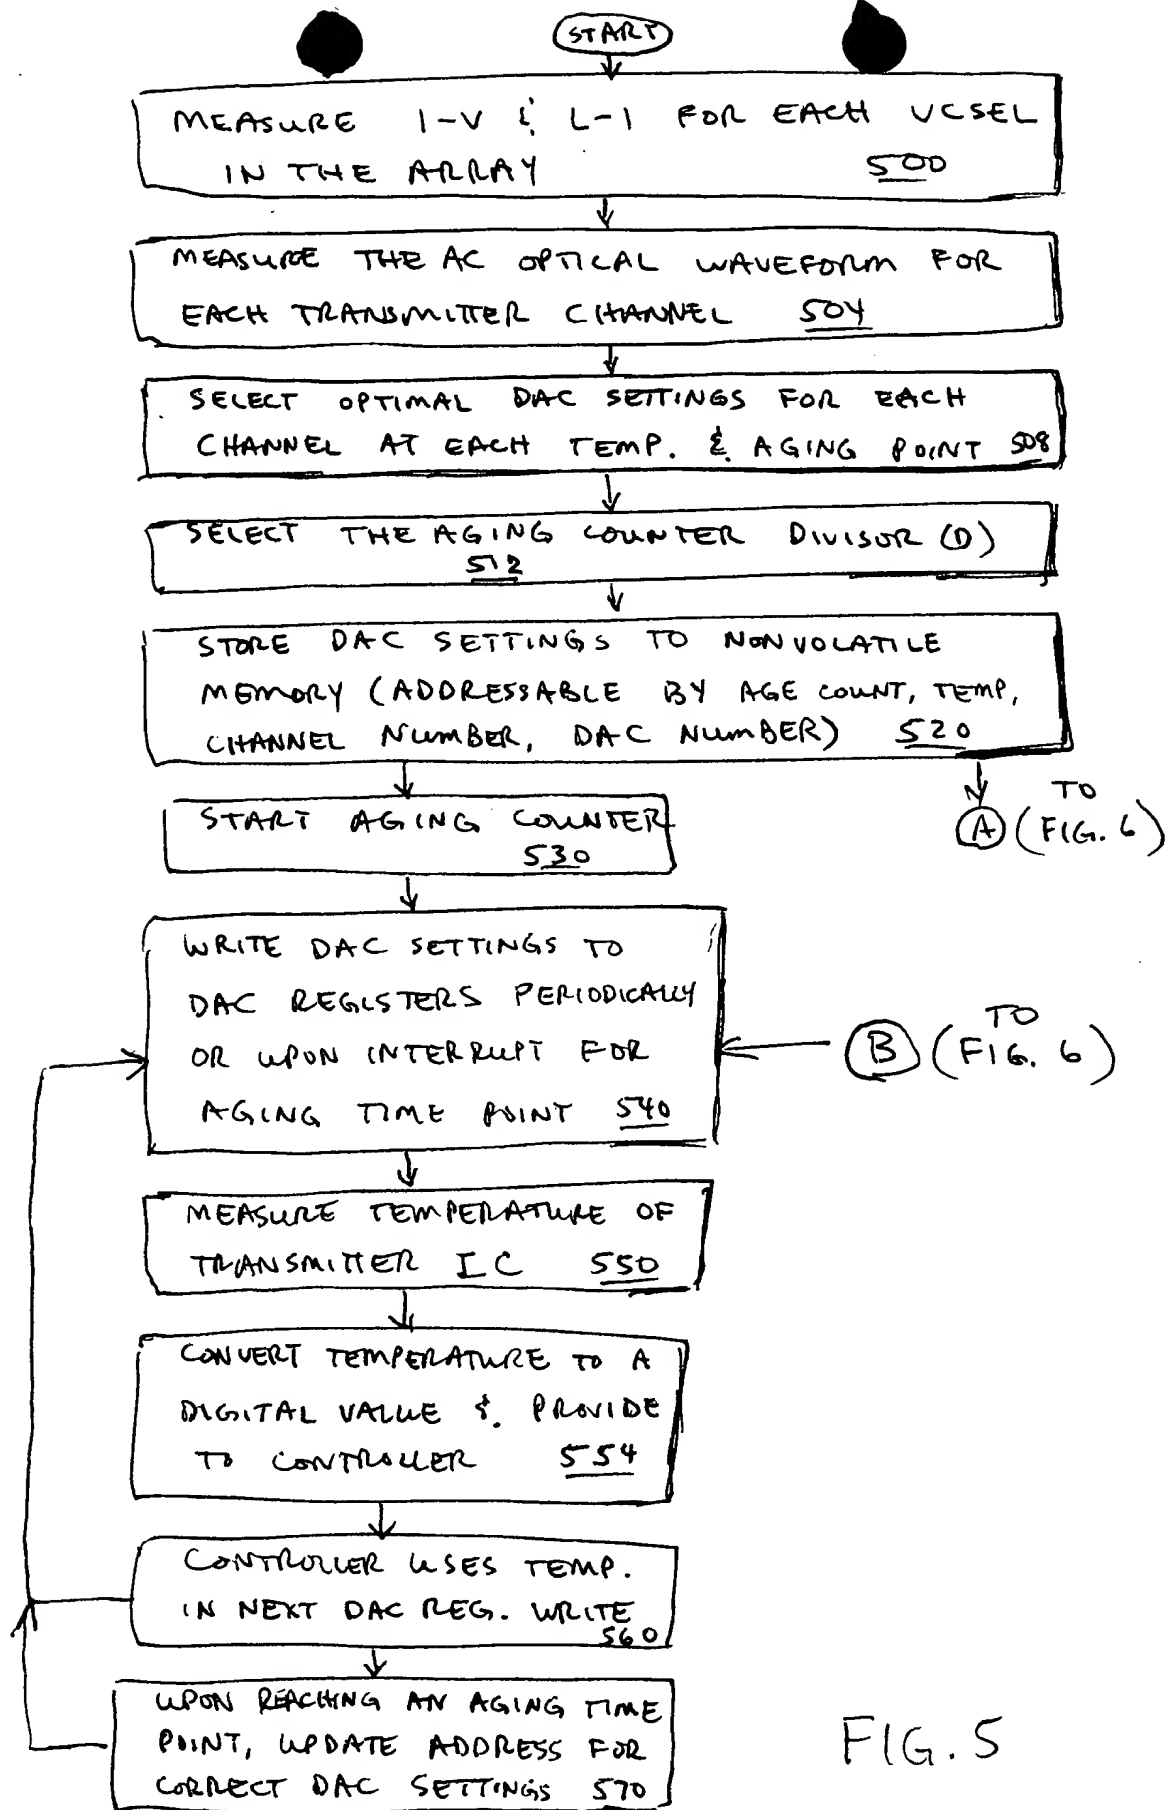 START
MEASURE I-V & L-I FOR EACH VCSEL
IN THE ARRAY 500
MEASURE THE AC OPTICAL WAVEFORM FOR
EACH TRANSMITTER CHANNEL 504
SELECT OPTIMAL DAC SETTINGS FOR EACH
CHANNEL AT EACH TEMP. & AGING POINT 508
SELECT THE AGING COUNTER DIVISOR (D)
512
STORE DAC SETTINGS TO NONVOLATILE
MEMORY (ADDRESSABLE BY AGE COUNT, TEMP,
CHANNEL NUMBER, DAC NUMBER) 520
TO
A (FIG. 6)
START AGING COUNTER
530
WRITE DAC SETTINGS TO
DAC REGISTERS PERIODICALLY
OR UPON INTERRUPT FOR
AGING TIME POINT 540
TO
B (FIG. 6)
MEASURE TEMPERATURE OF
TRANSMITTER IC 550
CONVERT TEMPERATURE TO A
DIGITAL VALUE & PROVIDE
TO CONTROLLER 554
CONTROLLER USES TEMP.
IN NEXT DAC REG. WRITE
560
UPON REACHING AN AGING TIME
POINT, UPDATE ADDRESS FOR
CORRECT DAC SETTINGS 570
FIG. 5